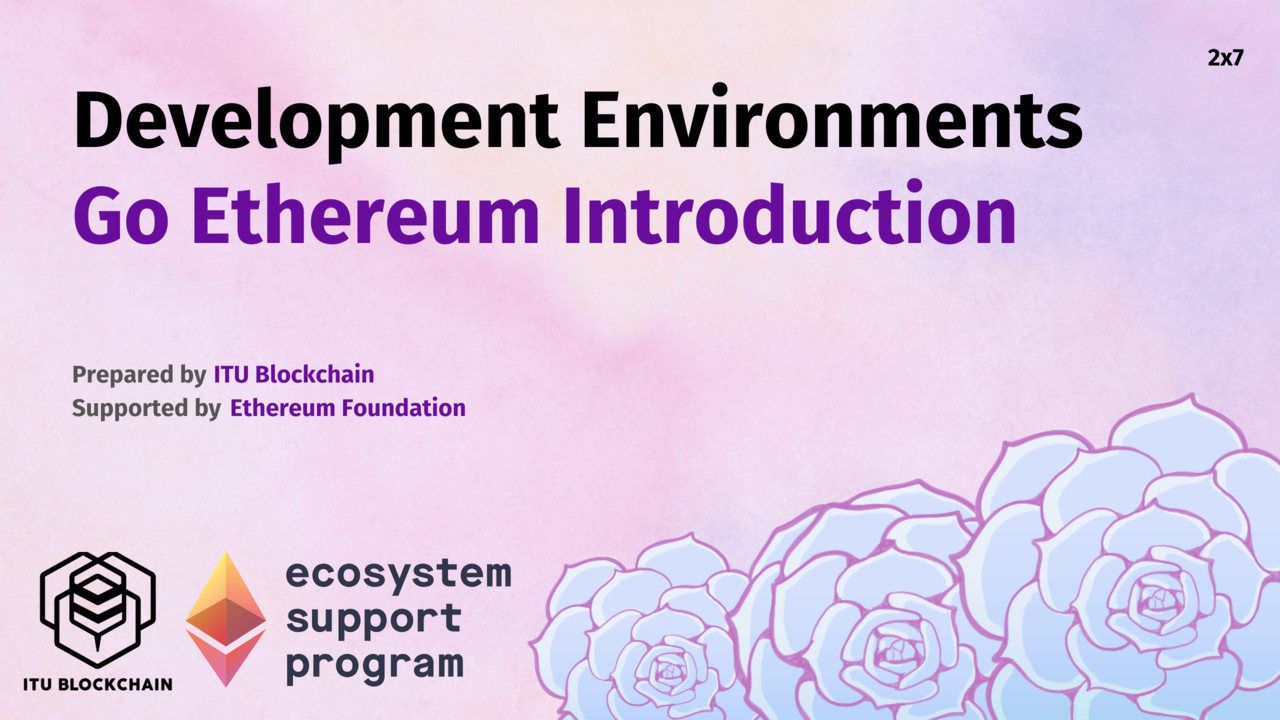 2x7
Development Environments
Go Ethereum Introduction
Prepared by ITU Blockchain
Supported by Ethereum Foundation
ITU BLOCKCHAIN
ecosystem
support
program